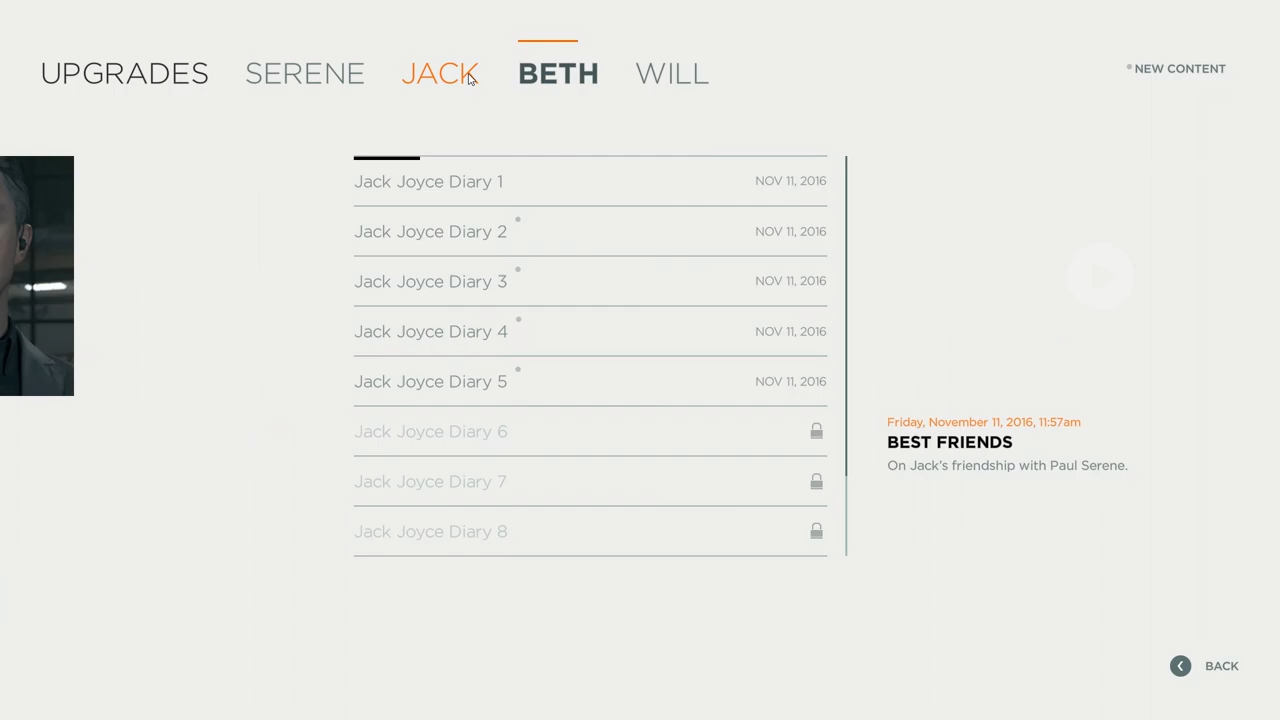 UPGRADES SERENE JACK BETH WILL
NEW CONTENT
Jack Joyce Diary 1 NOV 11, 2016
Jack Joyce Diary 2 NOV 11, 2016
Jack Joyce Diary 3 NOV 11, 2016
Jack Joyce Diary 4 NOV 11, 2016
Jack Joyce Diary 5 NOV 11, 2016
Jack Joyce Diary 6
Jack Joyce Diary 7
Jack Joyce Diary 8
Friday, November 11, 2016, 11:57am
BEST FRIENDS
On Jack's friendship with Paul Serene.
BACK